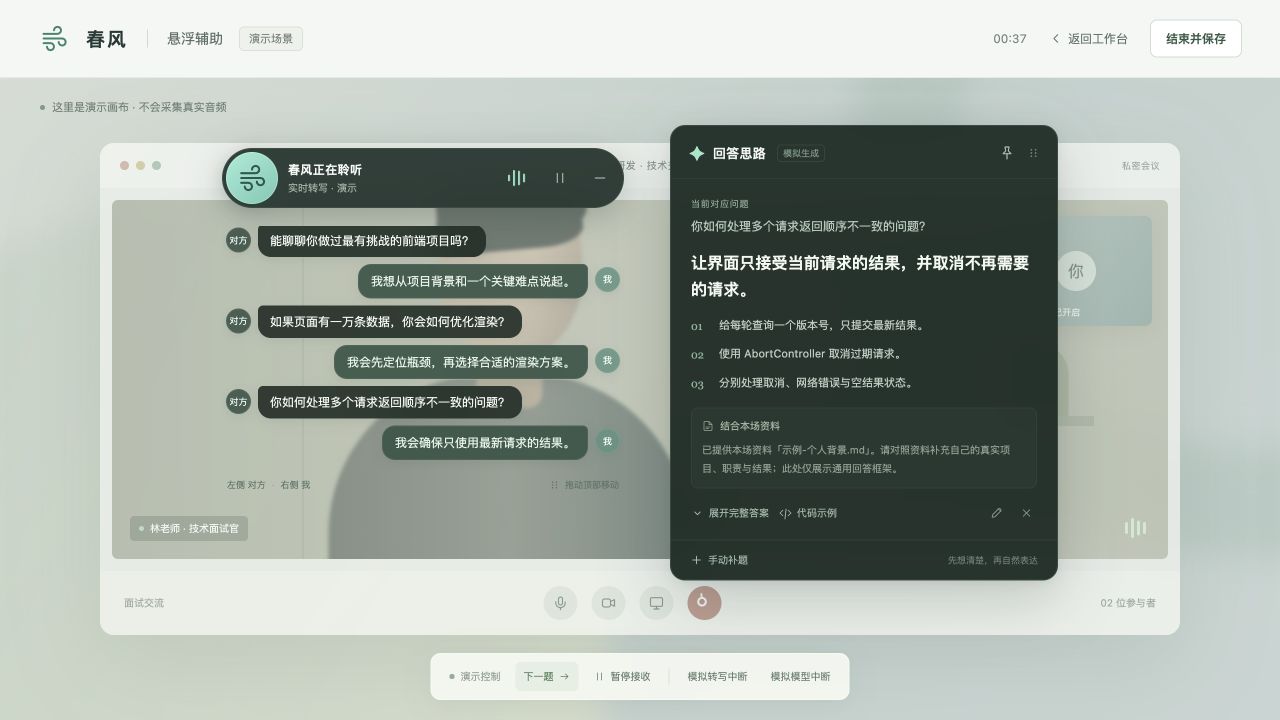 春风
悬浮辅助
演示场景
00:37
返回工作台
结束并保存
这里是演示画布 · 不会采集真实音频
春风正在聆听
实时转写 · 演示
研发 · 技术
私密会议
对方
能聊聊你做过最有挑战的前端项目吗?
我想从项目背景和一个关键难点说起。
我
对方
如果页面有一万条数据，你会如何优化渲染?
我会先定位瓶颈，再选择合适的渲染方案。
我
对方
你如何处理多个请求返回顺序不一致的问题?
我会确保只使用最新请求的结果。
我
左侧 对方 · 右侧 我
拖动顶部移动
林老师 · 技术面试官
回答思路
模拟生成
当前对应问题
你如何处理多个请求返回顺序不一致的问题?
让界面只接受当前请求的结果，并取消不再需要
的请求。
01 给每轮查询一个版本号，只提交最新结果。
02 使用 AbortController 取消过期请求。
03 分别处理取消、网络错误与空结果状态。
结合本场资料
已提供本场资料「示例-个人背景.md」。请对照资料补充自己的真实项
目、职责与结果；此处仅展示通用回答框架。
展开完整答案
代码示例
手动补题
先想清楚，再自然表达
你
已开启
面试交流
02 位参与者
演示控制
下一题 →
暂停接收
模拟转写中断
模拟模型中断